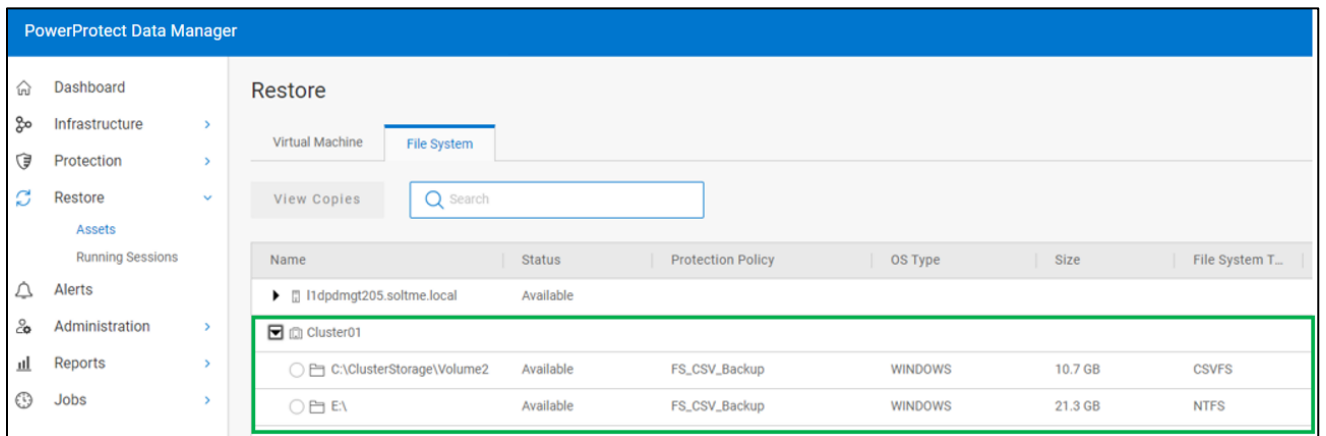 PowerProtect Data Manager
Dashboard
Infrastructure
Protection
Restore
Assets
Running Sessions
Alerts
Administration
Reports
Jobs
Restore
Virtual Machine File System
View Copies Search
Name Status Protection Policy OS Type Size File System T...
l1dpdmgt205.soltme.local Available
Cluster01
C:\ClusterStorage\Volume2 Available FS_CSV_Backup WINDOWS 10.7 GB CSVFS
E:\ Available FS_CSV_Backup WINDOWS 21.3 GB NTFS